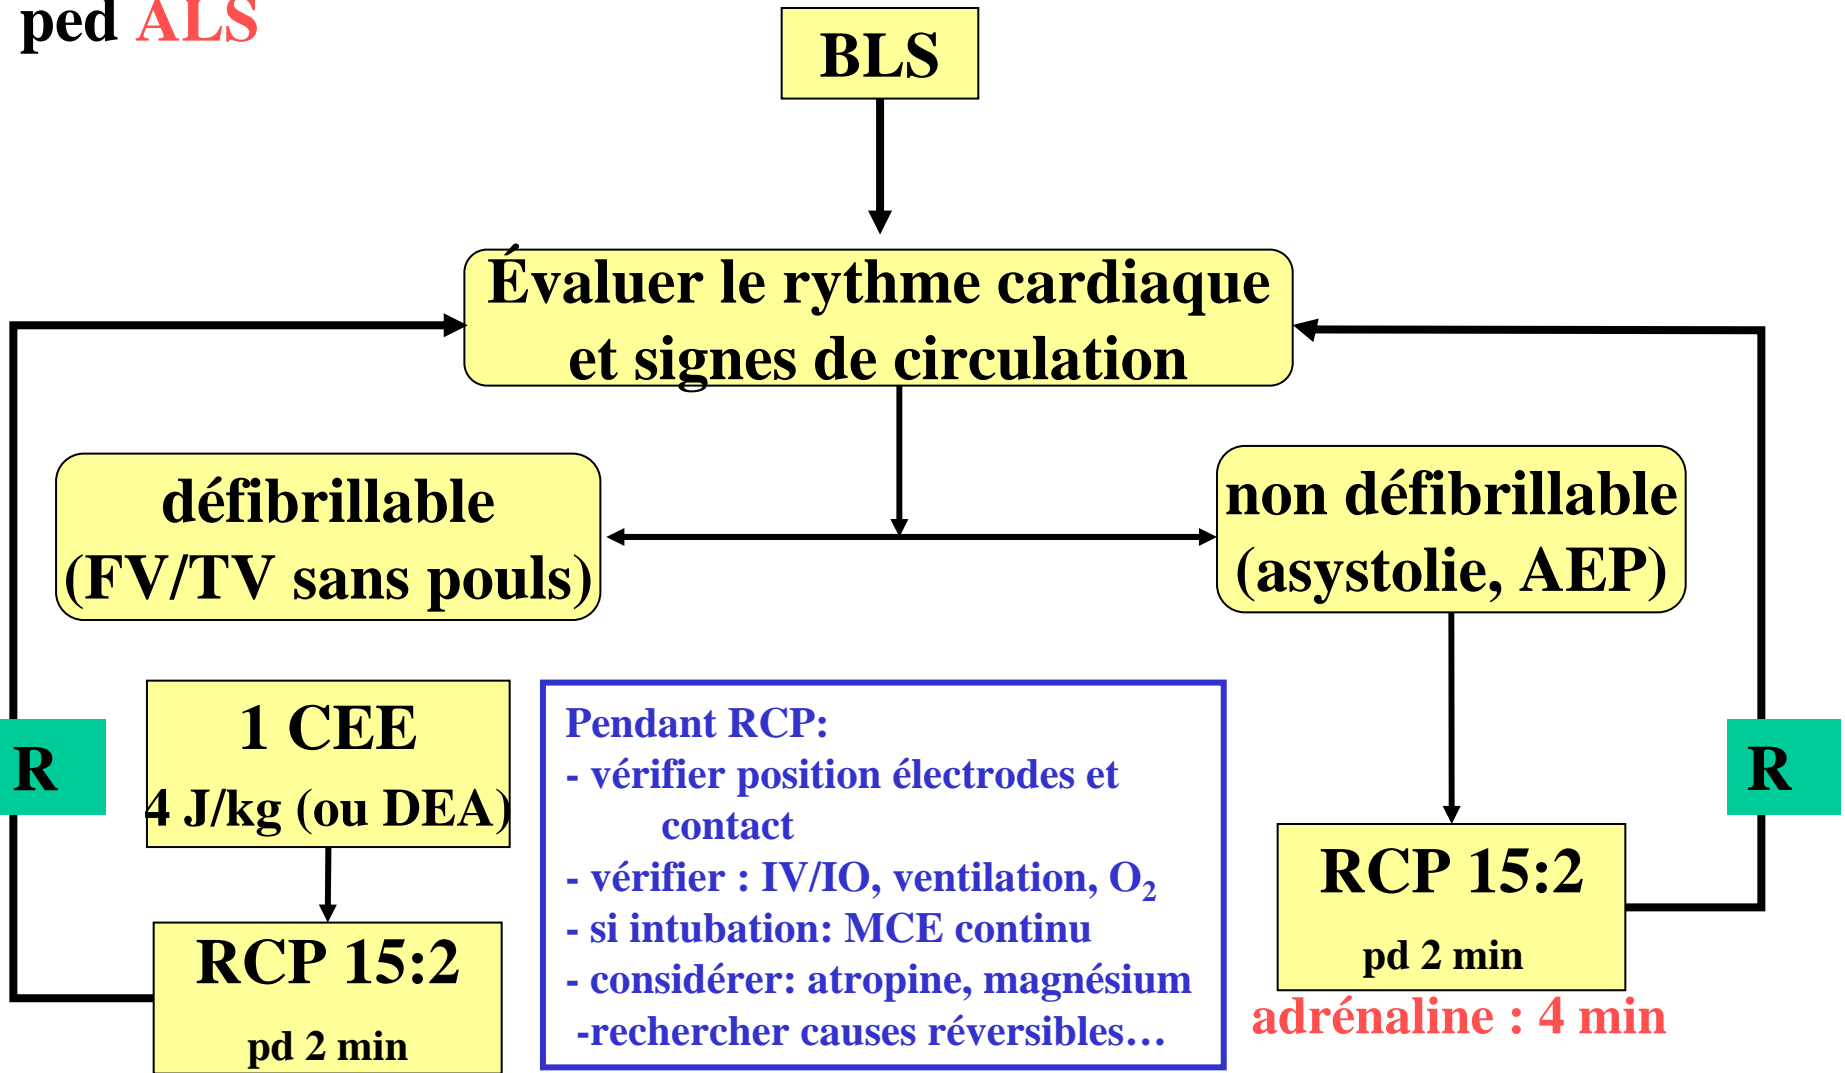 ped ALS
BLS
Évaluer le rythme cardiaque
et signes de circulation
défibrillable
(FV/TV sans pouls)
non défibrillable
(asystolie, AEP)
1 CEE
4 J/kg (ou DEA)
R
RCP 15:2
pd 2 min
Pendant RCP:
- vérifier position électrodes et
contact
- vérifier : IV/IO, ventilation, O₂
- si intubation: MCE continu
- considérer: atropine, magnésium
-rechercher causes réversibles…
R
RCP 15:2
pd 2 min
adrénaline : 4 min